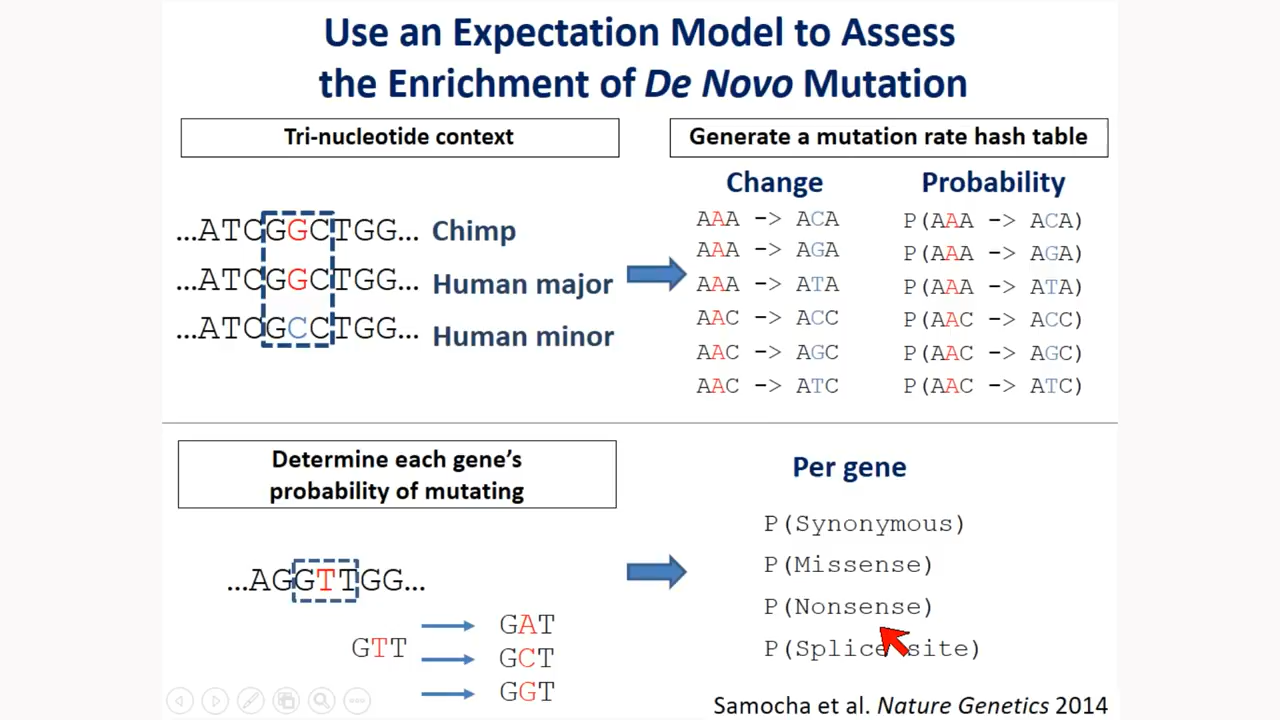 Use an Expectation Model to Assess
the Enrichment of De Novo Mutation
Tri-nucleotide context
...ATCGGCTGG... Chimp
...ATCGGCTGG... Human major
...ATCGCCTGG... Human minor
Generate a mutation rate hash table
Change Probability
AAA -> ACA P(AAA -> ACA)
AAA -> AGA P(AAA -> AGA)
AAA -> ATA P(AAA -> ATA)
AAC -> ACC P(AAC -> ACC)
AAC -> AGC P(AAC -> AGC)
AAC -> ATC P(AAC -> ATC)
Determine each gene's
probability of mutating
...AGGTTGG...
GTT
GAT
GCT
GGT
Per gene
P(Synonymous)
P(Missense)
P(Nonsense)
P(Splice site)
Samocha et al. Nature Genetics 2014